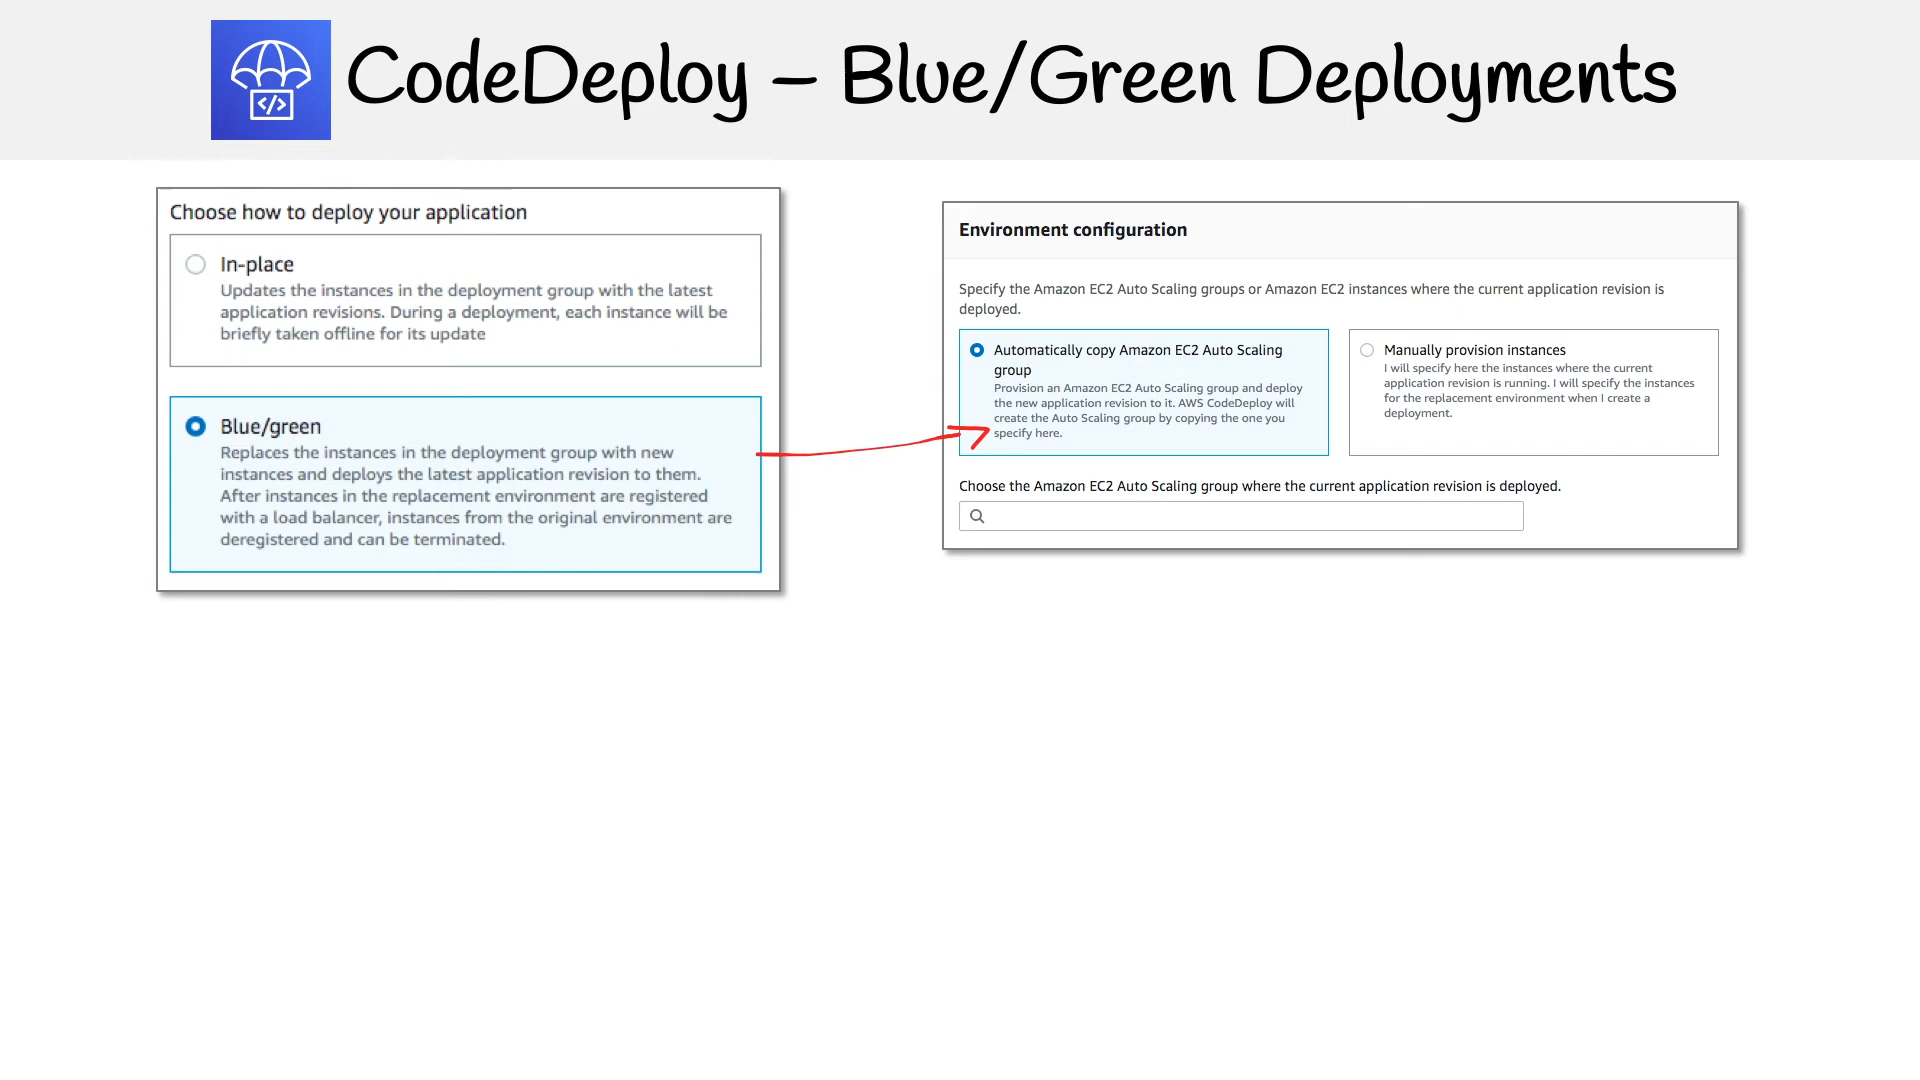 CodeDeploy – Blue/Green Deployments
Choose how to deploy your application
In-place
Updates the instances in the deployment group with the latest
application revisions. During a deployment, each instance will be
briefly taken offline for its update
Blue/green
Replaces the instances in the deployment group with new
instances and deploys the latest application revision to them.
After instances in the replacement environment are registered
with a load balancer, instances from the original environment are
deregistered and can be terminated.
Environment configuration
Specify the Amazon EC2 Auto Scaling groups or Amazon EC2 instances where the current application revision is
deployed.
Automatically copy Amazon EC2 Auto Scaling
group
Provision an Amazon EC2 Auto Scaling group and deploy
the new application revision to it. AWS CodeDeploy will
create the Auto Scaling group by copying the one you
specify here.
Manually provision instances
I will specify here the instances where the current
application revision is running. I will specify the instances
for the replacement environment when I create a
deployment.
Choose the Amazon EC2 Auto Scaling group where the current application revision is deployed.